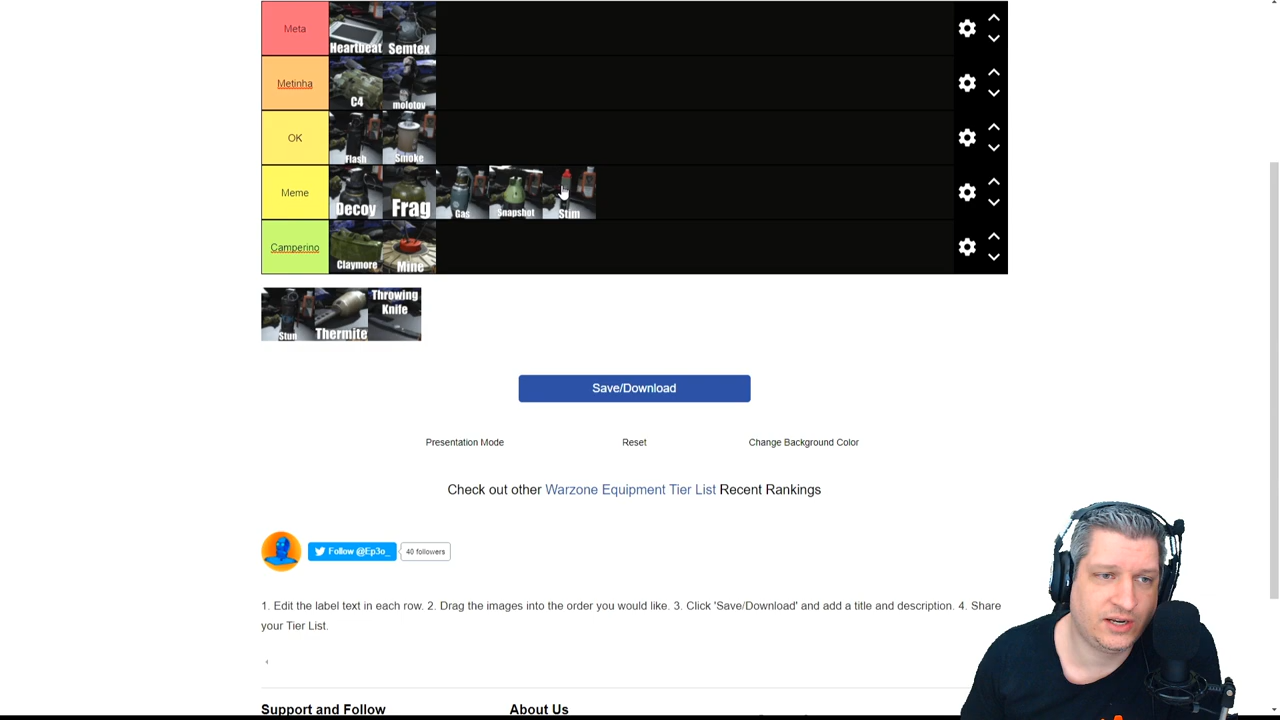 Meta
Heartbeat
Semtex
Metinha
C4
molotov
OK
Flash
Smoke
Meme
Decoy
Frag
Gas
Snapshot
Stim
Camperino
Claymore
Mine
Stun
Thermite
Throwing
Knife
Save/Download
Presentation Mode
Reset
Change Background Color
Check out other Warzone Equipment Tier List Recent Rankings
Follow @Ep3o_
40 followers
1. Edit the label text in each row. 2. Drag the images into the order you would like. 3. Click 'Save/Download' and add a title and description. 4. Share
your Tier List.
Support and Follow
About Us